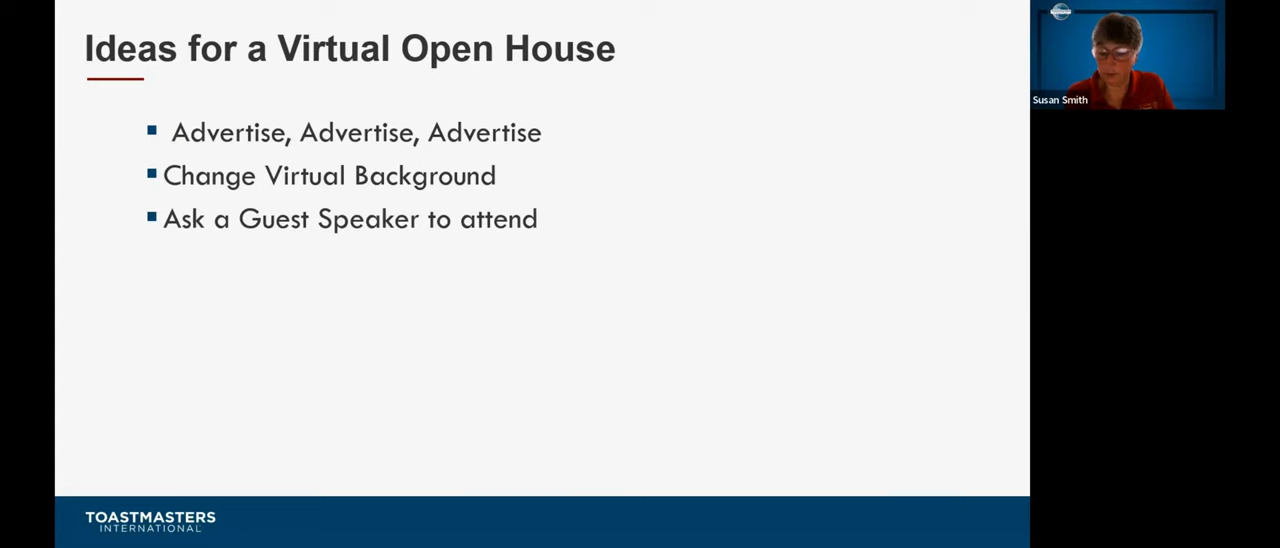 Ideas for a Virtual Open House
Advertise, Advertise, Advertise
Change Virtual Background
Ask a Guest Speaker to attend
TOASTMASTERS
INTERNATIONAL
Susan Smith